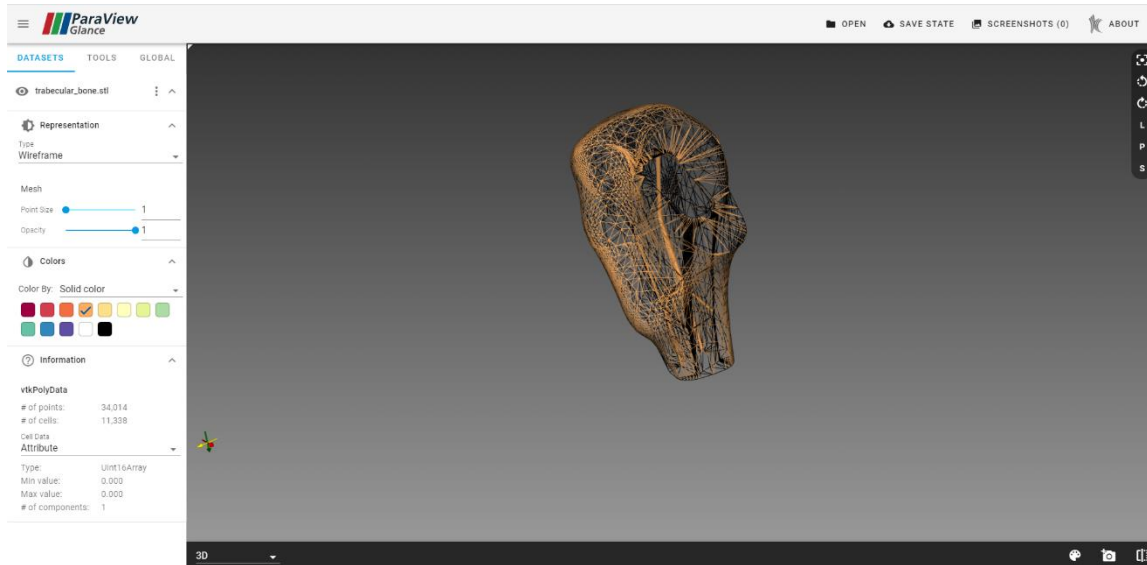 ParaView
Glance
OPEN
SAVE STATE
SCREENSHOTS (0)
ABOUT
DATASETS TOOLS GLOBAL
trabecular_bone.stl
Representation
Type
Wireframe
Mesh
Point Size 1
Opacity 1
Colors
Color By: Solid color
Information
vtkPolyData
# of points: 34,014
# of cells: 11,338
Cell Data
Attribute
Type: Uint16Array
Min value: 0.000
Max value: 0.000
# of components: 1
L
P
S
3D